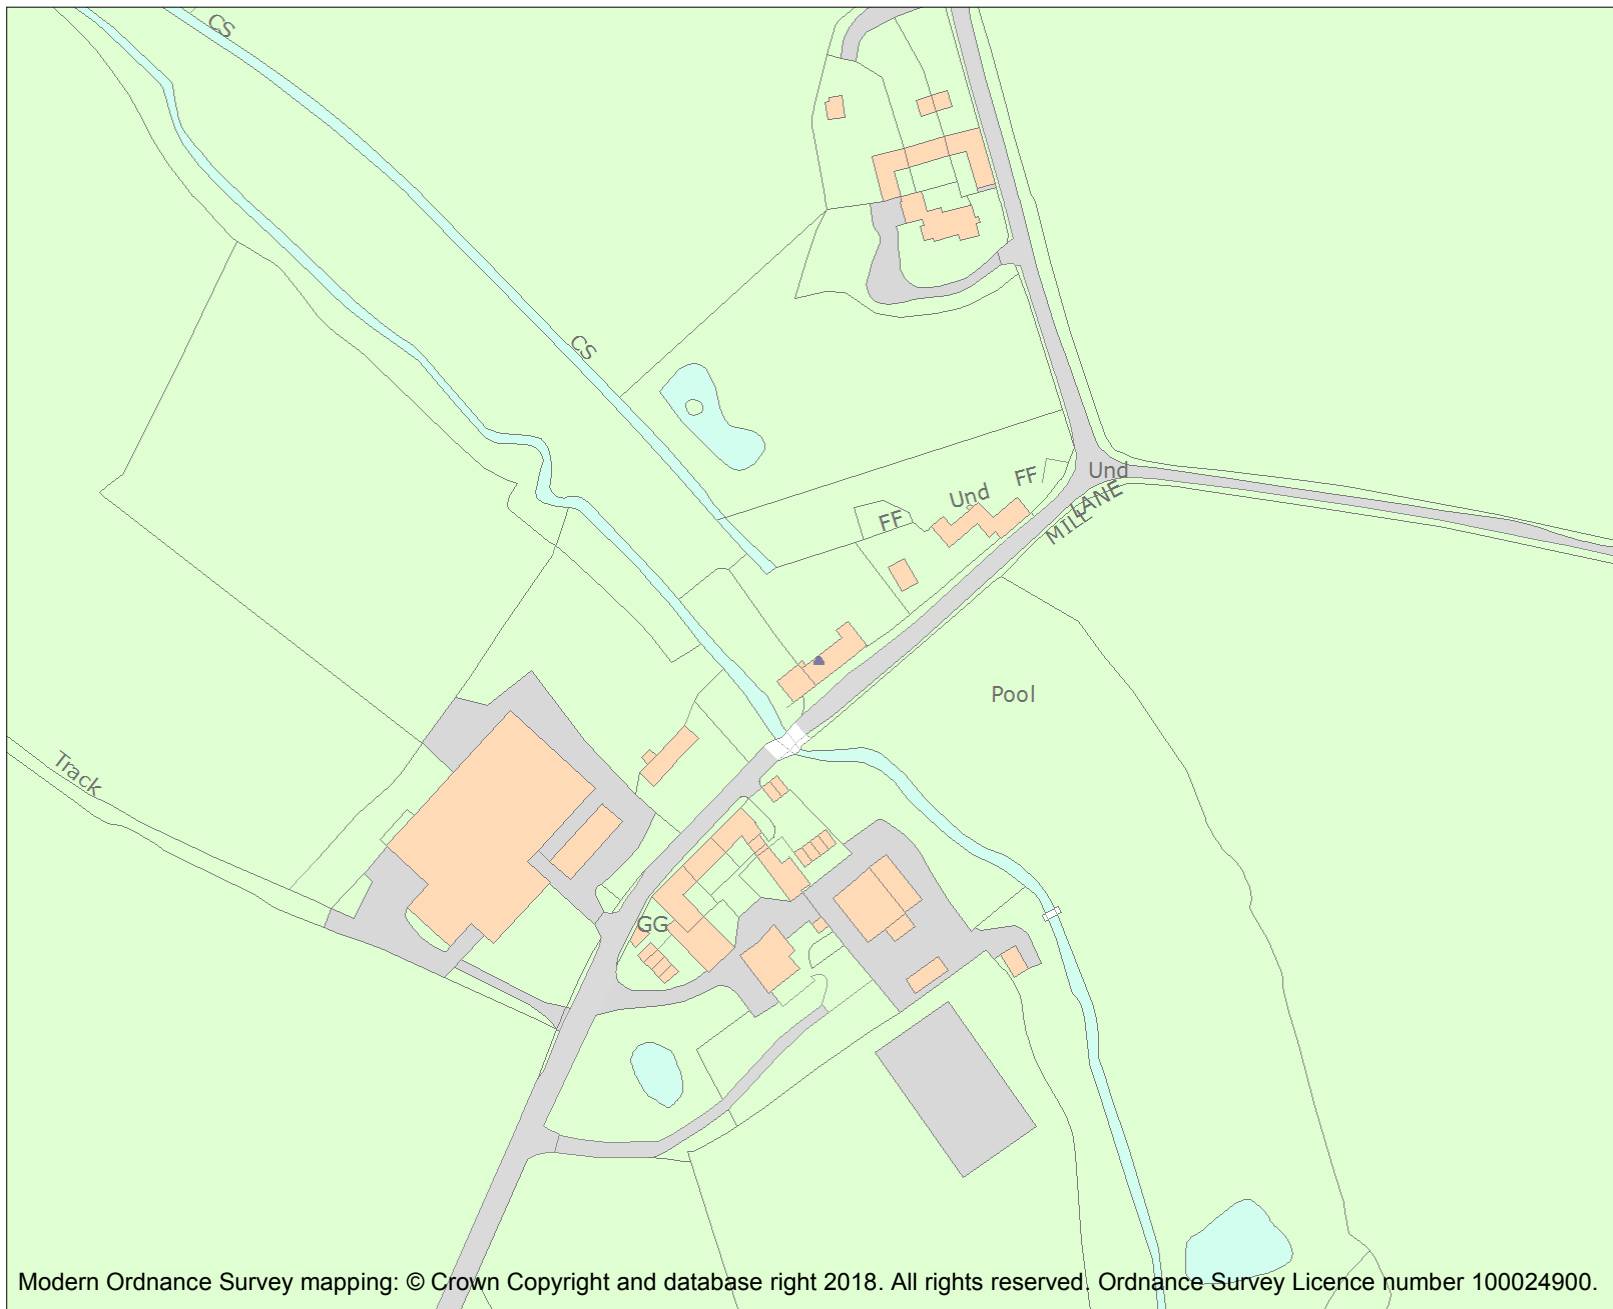 CS
CS
Und
FF
Und
FF
MILL LANE
Pool
Track
GG
Modern Ordnance Survey mapping: © Crown Copyright and database right 2018. All rights reserved. Ordnance Survey Licence number 100024900.